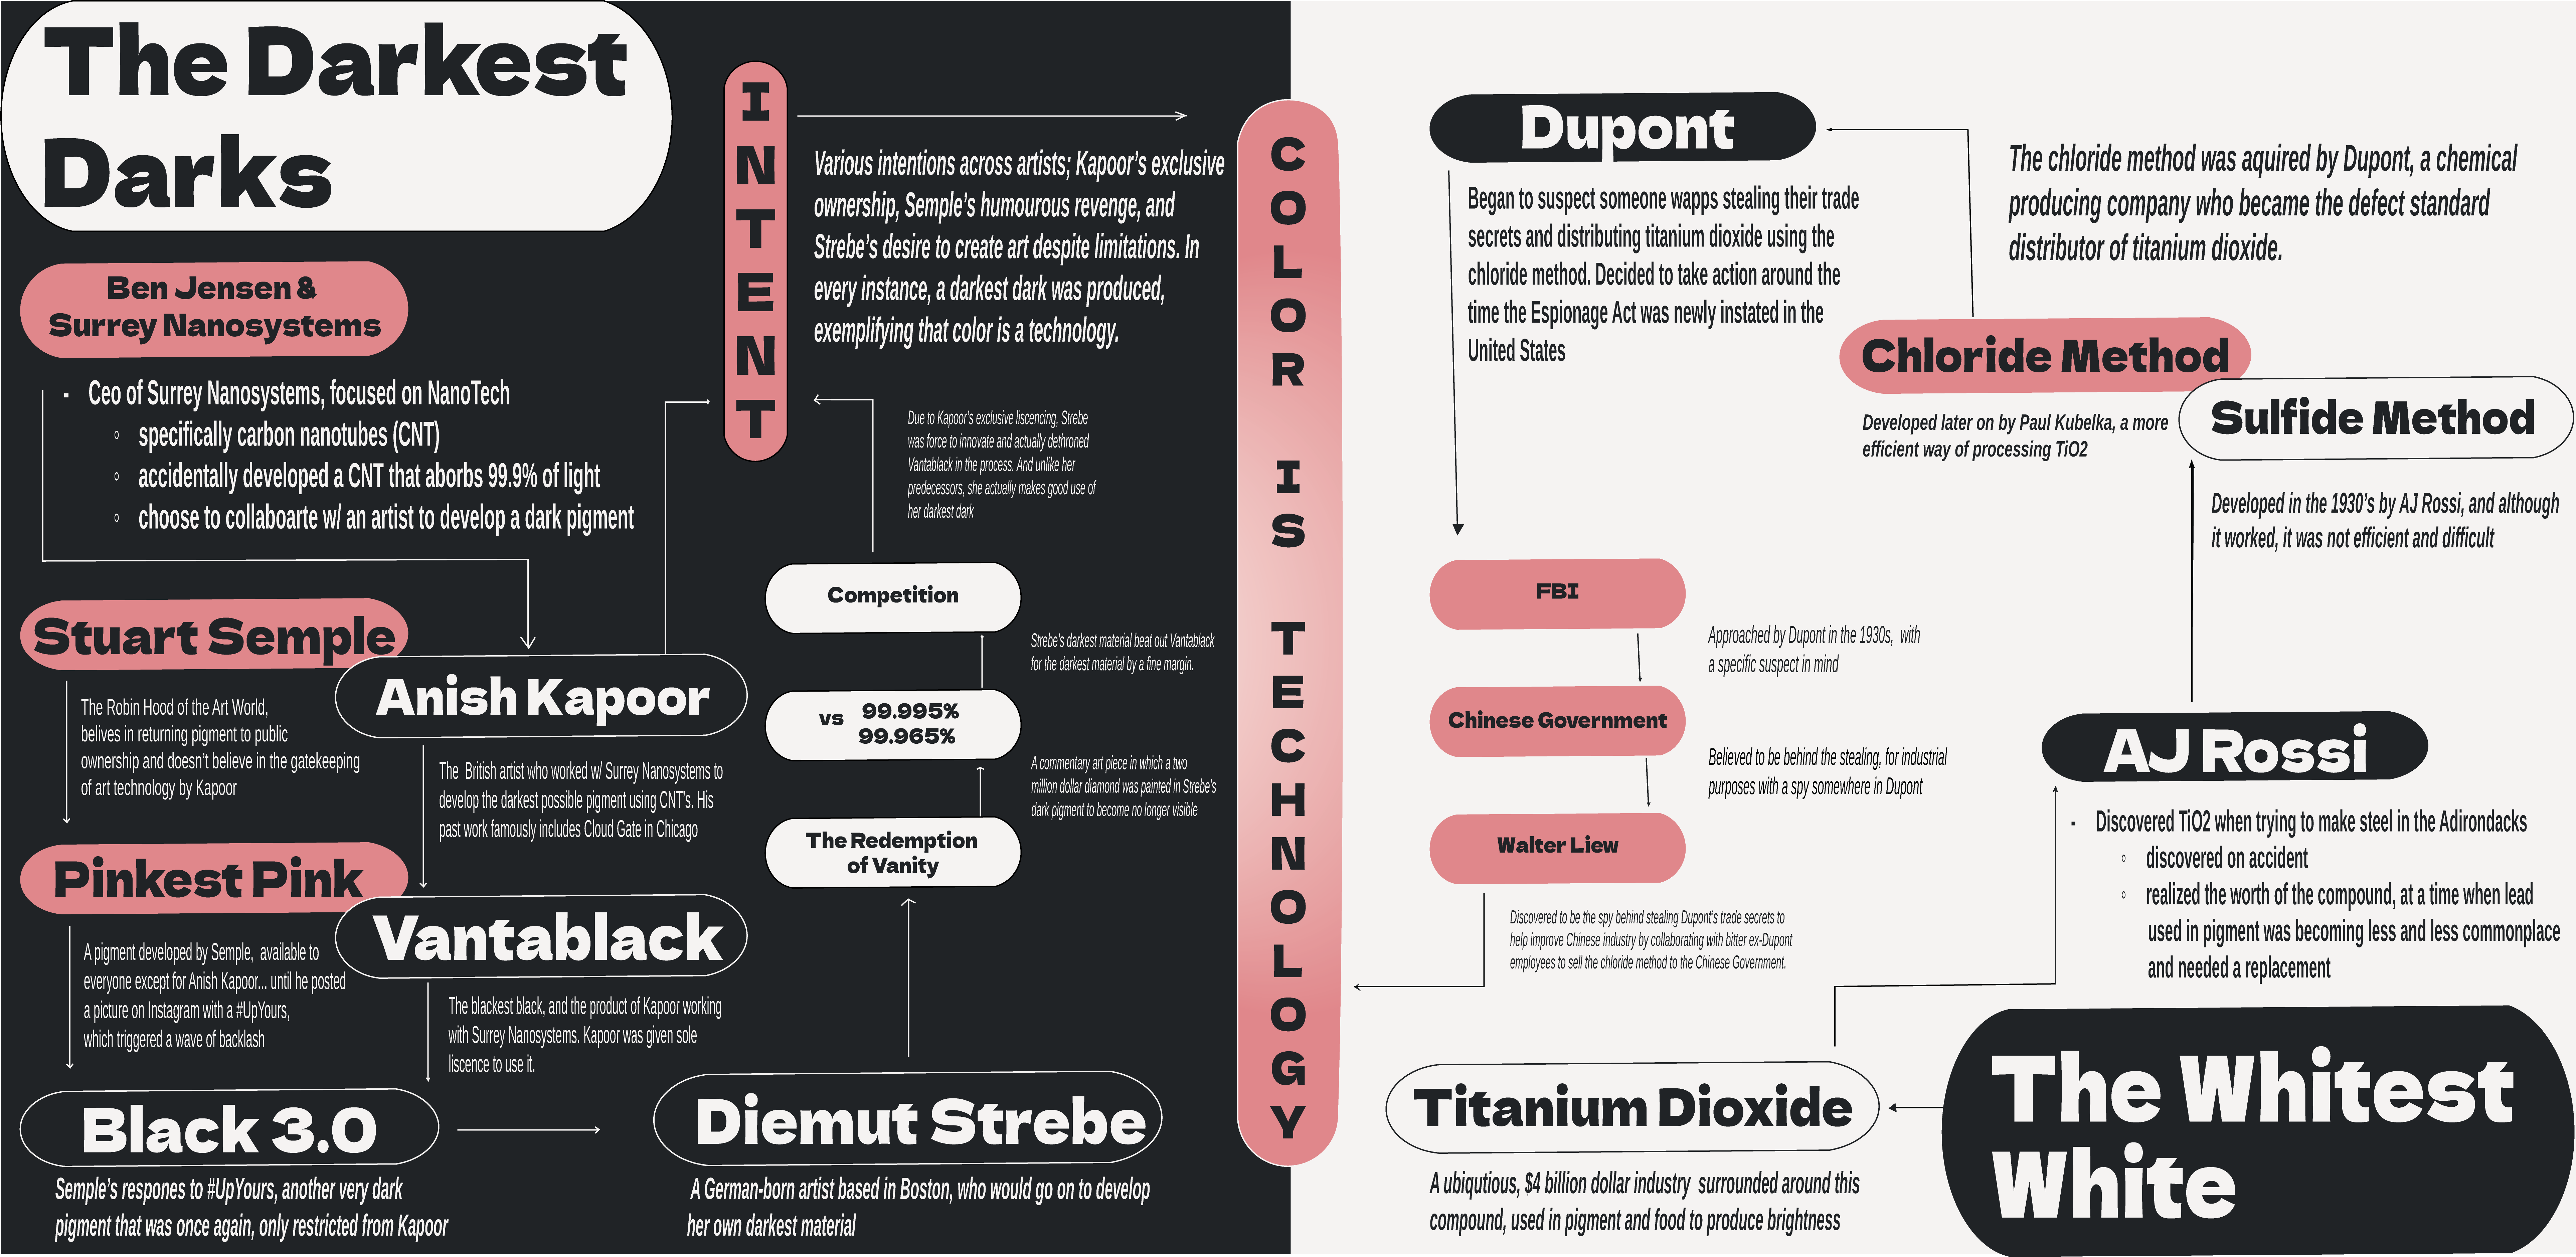 The Darkest
Darks
Ben Jensen &
Surrey Nanosystems
- Ceo of Surrey Nanosystems, focused on NanoTech
◦ specifically carbon nanotubes (CNT)
◦ accidentally developed a CNT that aborbs 99.9% of light
◦ choose to collaboarte w/ an artist to develop a dark pigment
Stuart Semple
The Robin Hood of the Art World,
believes in returning pigment to public
ownership and doesn't believe in the gatekeeping
of art technology by Kapoor
Anish Kapoor
The British artist who worked w/ Surrey Nanosystems to
develop the darkest possible pigment using CNT's. His
past work famously includes Cloud Gate in Chicago
Pinkest Pink
A pigment developed by Semple, available to
everyone except for Anish Kapoor... until he posted
a picture on Instagram with a #UpYours,
which triggered a wave of backlash
Vantablack
The blackest black, and the product of Kapoor working
with Surrey Nanosystems. Kapoor was given sole
liscence to use it.
Black 3.0
Semple's respones to #UpYours, another very dark
pigment that was once again, only restricted from Kapoor
Diemut Strebe
A German-born artist based in Boston, who would go on to develop
her own darkest material
The Redemption
of Vanity
A commentary art piece in which a two
million dollar diamond was painted in Strebe's
dark pigment to become no longer visible
vs 99.995%
99.965%
Strebe's darkest material beat out Vantablack
for the darkest material by a fine margin.
Competition
Due to Kapoor's exclusive liscencing, Strebe
was force to innovate and actually dethroned
Vantablack in the process. And unlike her
predecessors, she actually makes good use of
her darkest dark
INTENT
Various intentions across artists; Kapoor's exclusive
ownership, Semple's humourous revenge, and
Strebe's desire to create art despite limitations. In
every instance, a darkest dark was produced,
exemplifying that color is a technology.
COLOR IS TECHNOLOGY
The Whitest
White
Titanium Dioxide
A ubiqutious, $4 billion dollar industry surrounded around this
compound, used in pigment and food to produce brightness
AJ Rossi
- Discovered TiO2 when trying to make steel in the Adirondacks
◦ discovered on accident
◦ realized the worth of the compound, at a time when lead
used in pigment was becoming less and less commonplace
and needed a replacement
Sulfide Method
Developed in the 1930's by AJ Rossi, and although
it worked, it was not efficient and difficult
Chloride Method
Developed later on by Paul Kubelka, a more
efficient way of processing TiO2
The chloride method was aquired by Dupont, a chemical
producing company who became the defect standard
distributor of titanium dioxide.
Dupont
Began to suspect someone wapps stealing their trade
secrets and distributing titanium dioxide using the
chloride method. Decided to take action around the
time the Espionage Act was newly instated in the
United States
FBI
Approached by Dupont in the 1930s, with
a specific suspect in mind
Chinese Government
Believed to be behind the stealing, for industrial
purposes with a spy somewhere in Dupont
Walter Liew
Discovered to be the spy behind stealing Dupont's trade secrets to
help improve Chinese industry by collaborating with bitter ex-Dupont
employees to sell the chloride method to the Chinese Government.